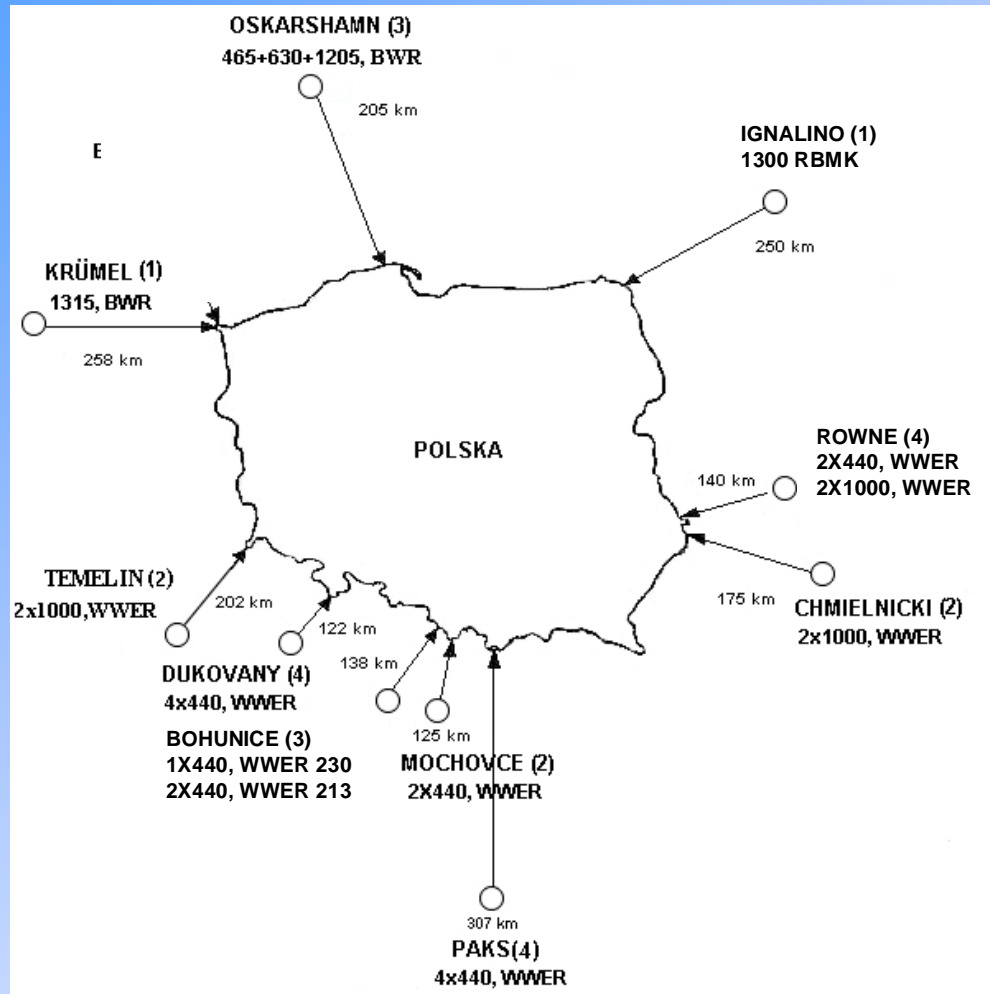 OSKARSHAMN (3)
465+630+1205, BWR
205 km
E
IGNALINO (1)
1300 RBMK
250 km
KRÜMEL (1)
1315, BWR
258 km
POLSKA
ROWNE (4)
2X440, WWER
2X1000, WWER
140 km
TEMELIN (2)
2x1000,WWER
202 km
175 km
CHMIELNICKI (2)
2x1000, WWER
122 km
DUKOVANY (4)
4x440, WWER
138 km
BOHUNICE (3)
1X440, WWER 230
2X440, WWER 213
125 km
MOCHOVCE (2)
2X440, WWER
307 km
PAKS(4)
4x440, WWER